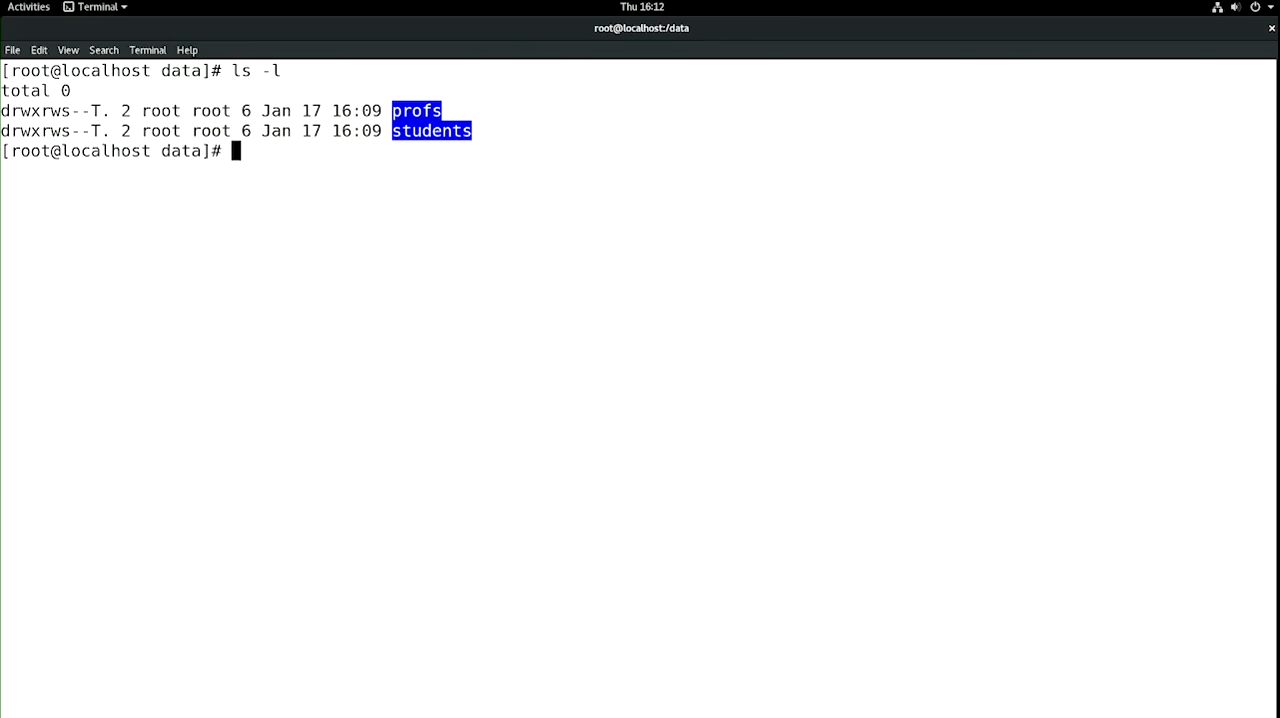 Activities Terminal Thu 16:12
root@localhost:/data ×
File Edit View Search Terminal Help
[root@localhost data]# ls -l
total 0
drwxrws--T. 2 root root 6 Jan 17 16:09 profs
drwxrws--T. 2 root root 6 Jan 17 16:09 students
[root@localhost data]#